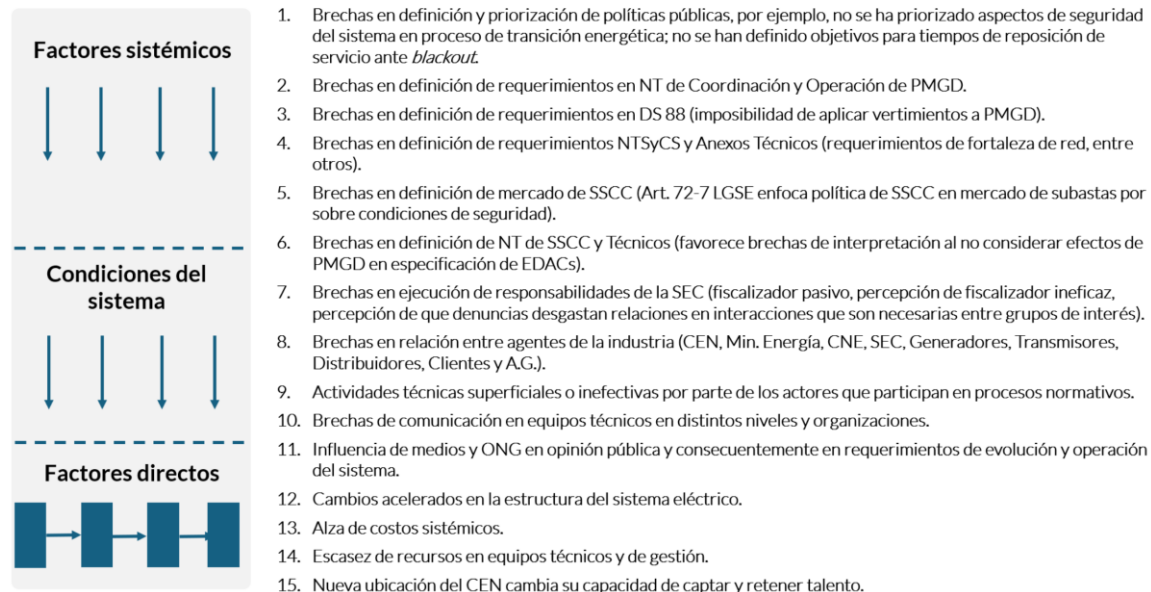 Factores sistémicos
Condiciones del
sistema
Factores directos
1. Brechas en definición y priorización de políticas públicas, por ejemplo, no se ha priorizado aspectos de seguridad
del sistema en proceso de transición energética; no se han definido objetivos para tiempos de reposición de
servicio ante blackout.
2. Brechas en definición de requerimientos en NT de Coordinación y Operación de PMGD.
3. Brechas en definición de requerimientos en DS 88 (imposibilidad de aplicar vertimientos a PMGD).
4. Brechas en definición de requerimientos NTSyCS y Anexos Técnicos (requerimientos de fortaleza de red, entre
otros).
5. Brechas en definición de mercado de SSCC (Art. 72-7 LGSE enfoca política de SSCC en mercado de subastas por
sobre condiciones de seguridad).
6. Brechas en definición de NT de SSCC y Técnicos (favorece brechas de interpretación al no considerar efectos de
PMGD en especificación de EDACs).
7. Brechas en ejecución de responsabilidades de la SEC (fiscalizador pasivo, percepción de fiscalizador ineficaz,
percepción de que denuncias desgastan relaciones en interacciones que son necesarias entre grupos de interés).
8. Brechas en relación entre agentes de la industria (CEN, Min. Energía, CNE, SEC, Generadores, Transmisores,
Distribuidores, Clientes y A.G.).
9. Actividades técnicas superficiales o inefectivas por parte de los actores que participan en procesos normativos.
10. Brechas de comunicación en equipos técnicos en distintos niveles y organizaciones.
11. Influencia de medios y ONG en opinión pública y consecuentemente en requerimientos de evolución y operación
del sistema.
12. Cambios acelerados en la estructura del sistema eléctrico.
13. Alza de costos sistémicos.
14. Escasez de recursos en equipos técnicos y de gestión.
15. Nueva ubicación del CEN cambia su capacidad de captar y retener talento.